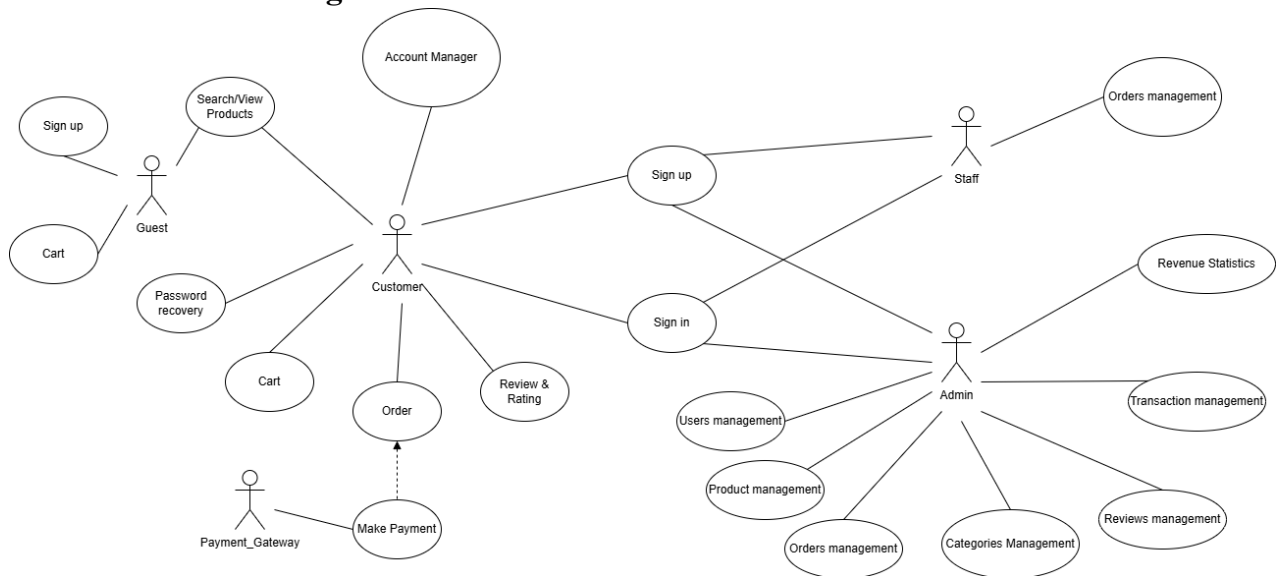 Account Manager
Search/View
Products
Sign up
Orders management
Sign up
Staff
Guest
Cart
Customer
Revenue Statistics
Password
recovery
Sign in
Cart
Review &
Rating
Order
Admin
Transaction management
Users management
Product management
Reviews management
Make Payment
Payment_Gateway
Orders management
Categories Management